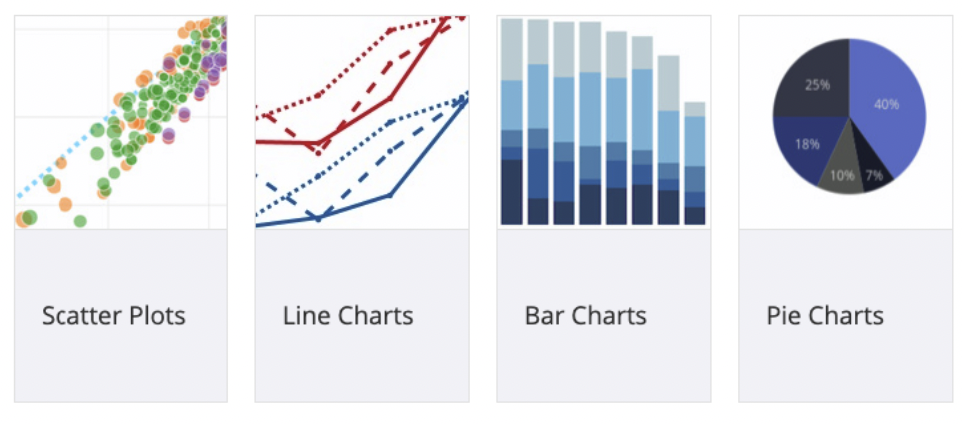 25%
40%
18%
10%
7%
Scatter Plots
Line Charts
Bar Charts
Pie Charts